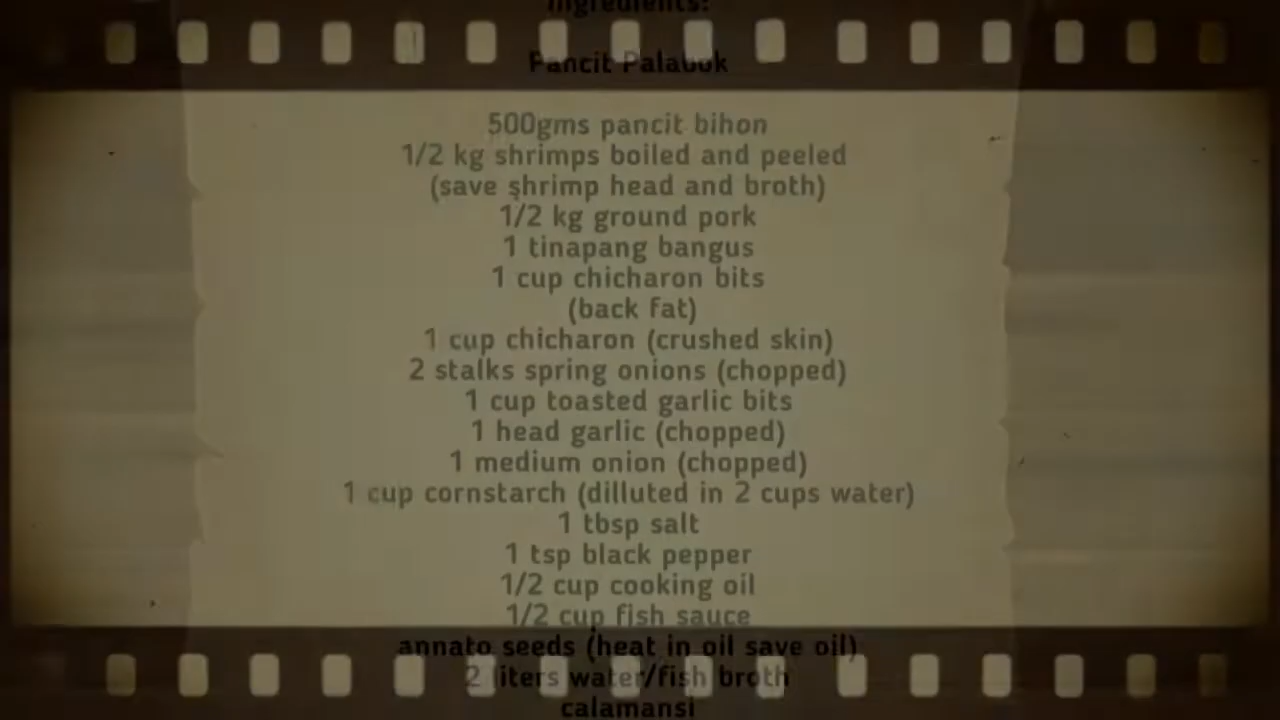 Ingredients:
Pancit Palabok
500gms pancit bihon
1/2 kg shrimps boiled and peeled
(save shrimp head and broth)
1/2 kg ground pork
1 tinapang bangus
1 cup chicharon bits
(back fat)
1 cup chicharon (crushed skin)
2 stalks spring onions (chopped)
1 cup toasted garlic bits
1 head garlic (chopped)
1 medium onion (chopped)
1 cup cornstarch (dilluted in 2 cups water)
1 tbsp salt
1 tsp black pepper
1/2 cup cooking oil
1/2 cup fish sauce
annato seeds (heat in oil save oil)
2 liters water/fish broth
calamansi